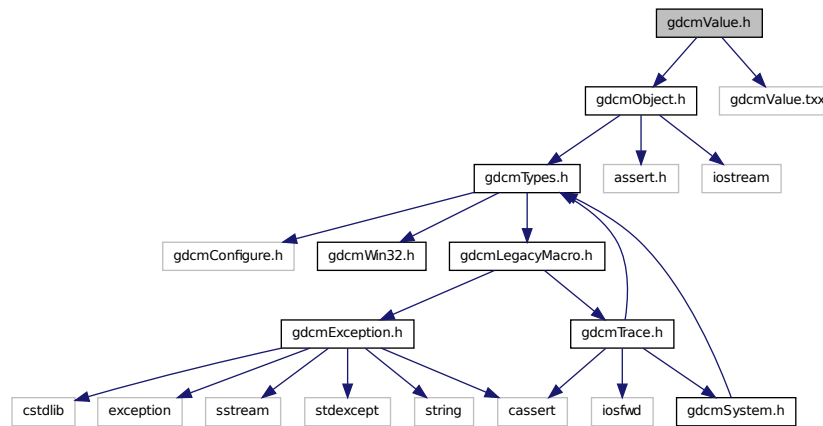 gdcmValue.h
gdcmObject.h
gdcmValue.txx
gdcmTypes.h
assert.h
iostream
gdcmConfigure.h
gdcmWin32.h
gdcmLegacyMacro.h
gdcmException.h
gdcmTrace.h
cstdlib
exception
sstream
stdexcept
string
cassert
iosfwd
gdcmSystem.h